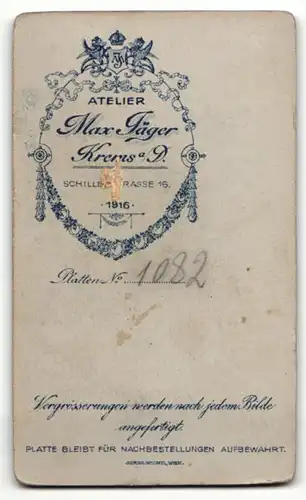 ATELIER
Max Jäger
Krems a. D.
SCHILLERSTRASSE 16.
· 1916 ·
Platten No. 1082
Vergrösserungen werden nach jedem Bilde
angefertigt.
PLATTE BLEIBT FÜR NACHBESTELLUNGEN AUFBEWAHRT.